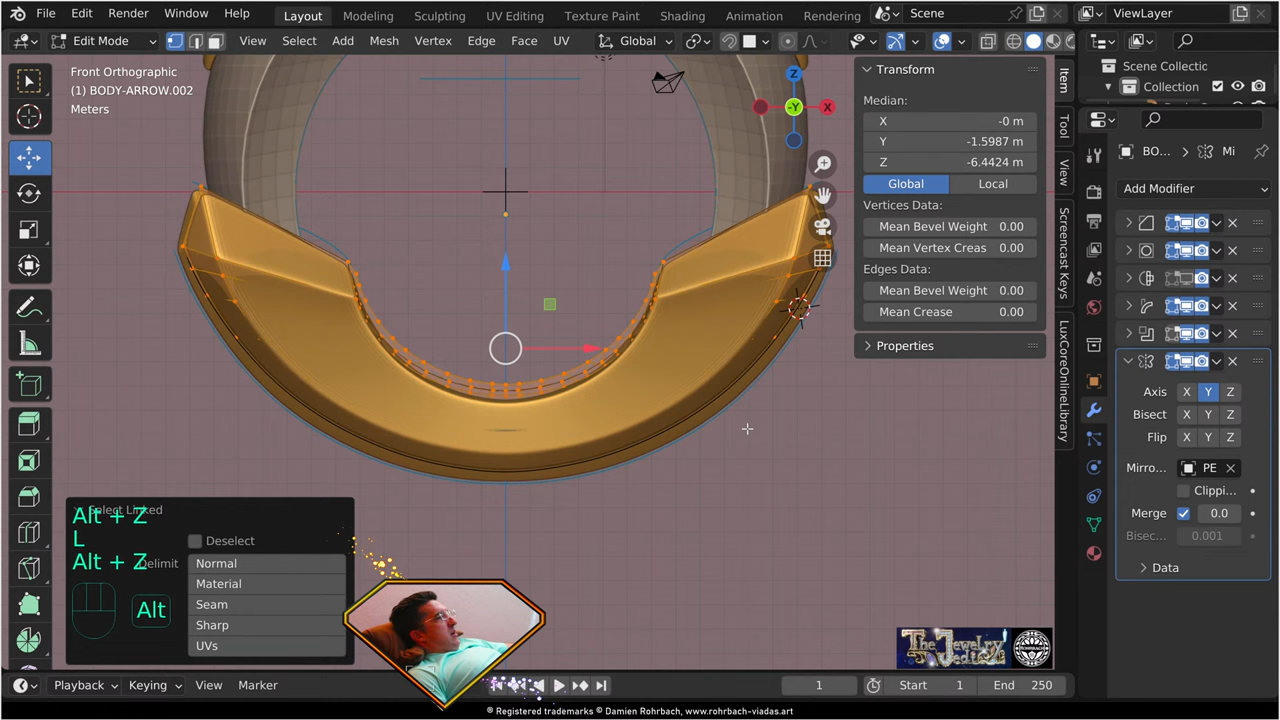 File Edit Render Window Help Layout Modeling Sculpting UV Editing Texture Paint Shading Animation Rendering Scene ViewLayer
Edit Mode View Select Add Mesh Vertex Edge Face UV Global
Front Orthographic
(1) BODY-ARROW.002
Meters
Z
-Y
X
Transform
Median:
X -0 m
Y -1.5987 m
Z -6.4424 m
Global Local
Vertices Data:
Mean Bevel Weight 0.00
Mean Vertex Creas 0.00
Edges Data:
Mean Bevel Weight 0.00
Mean Crease 0.00
Properties
Item
Tool
View
Screencast Keys
LuxCoreOnlineLibrary
Scene Collectic
Collection
BO... Mi
Add Modifier
Axis X Y Z
Bisect X Y Z
Flip X Y Z
Mirro... PE
Clippi...
Merge 0.0
Bisec... 0.001
Data
Select Linked
Alt + Z
L
Alt + Z
Alt
Deselect
Delimit Normal
Material
Seam
Sharp
UVs
The Jewelry
ROHRBACH
Playback Keying View Marker 1 Start 1 End 250
® Registered trademarks © Damien Rohrbach, www.rohrbach-viadas.art